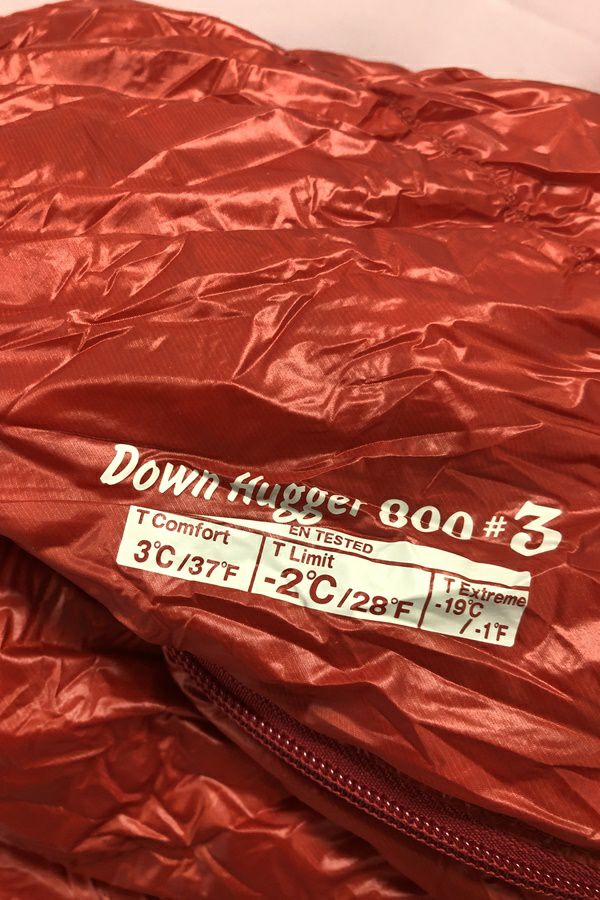 Down Hugger 800 #3
EN TESTED
T Comfort
3°C/37°F
T Limit
-2°C/28°F
T Extreme
-19°C
/-1°F